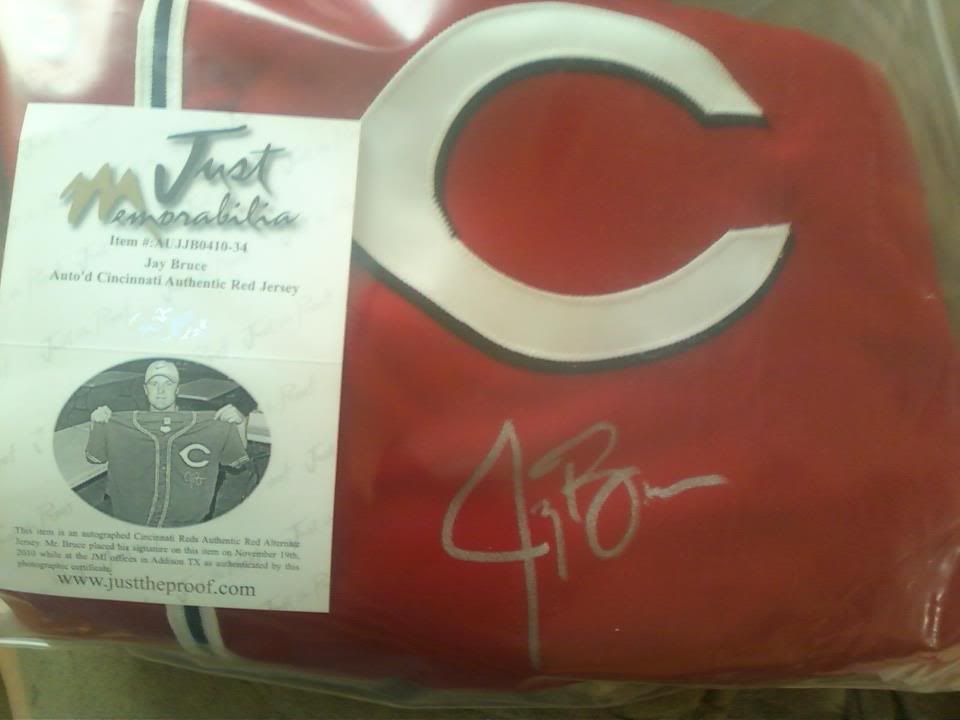 Just
Memorabilia
Item #:AUJJB0410-34
Jay Bruce
Auto'd Cincinnati Authentic Red Jersey
This item is an autographed Cincinnati Reds Authentic Red Alternate
Jersey. Mr. Bruce placed his signature on this item on November 19th,
2010 while at the JMI offices in Addison TX as authenticated by this
photographic certificate.
www.justtheproof.com
C
Jay Bruce
C